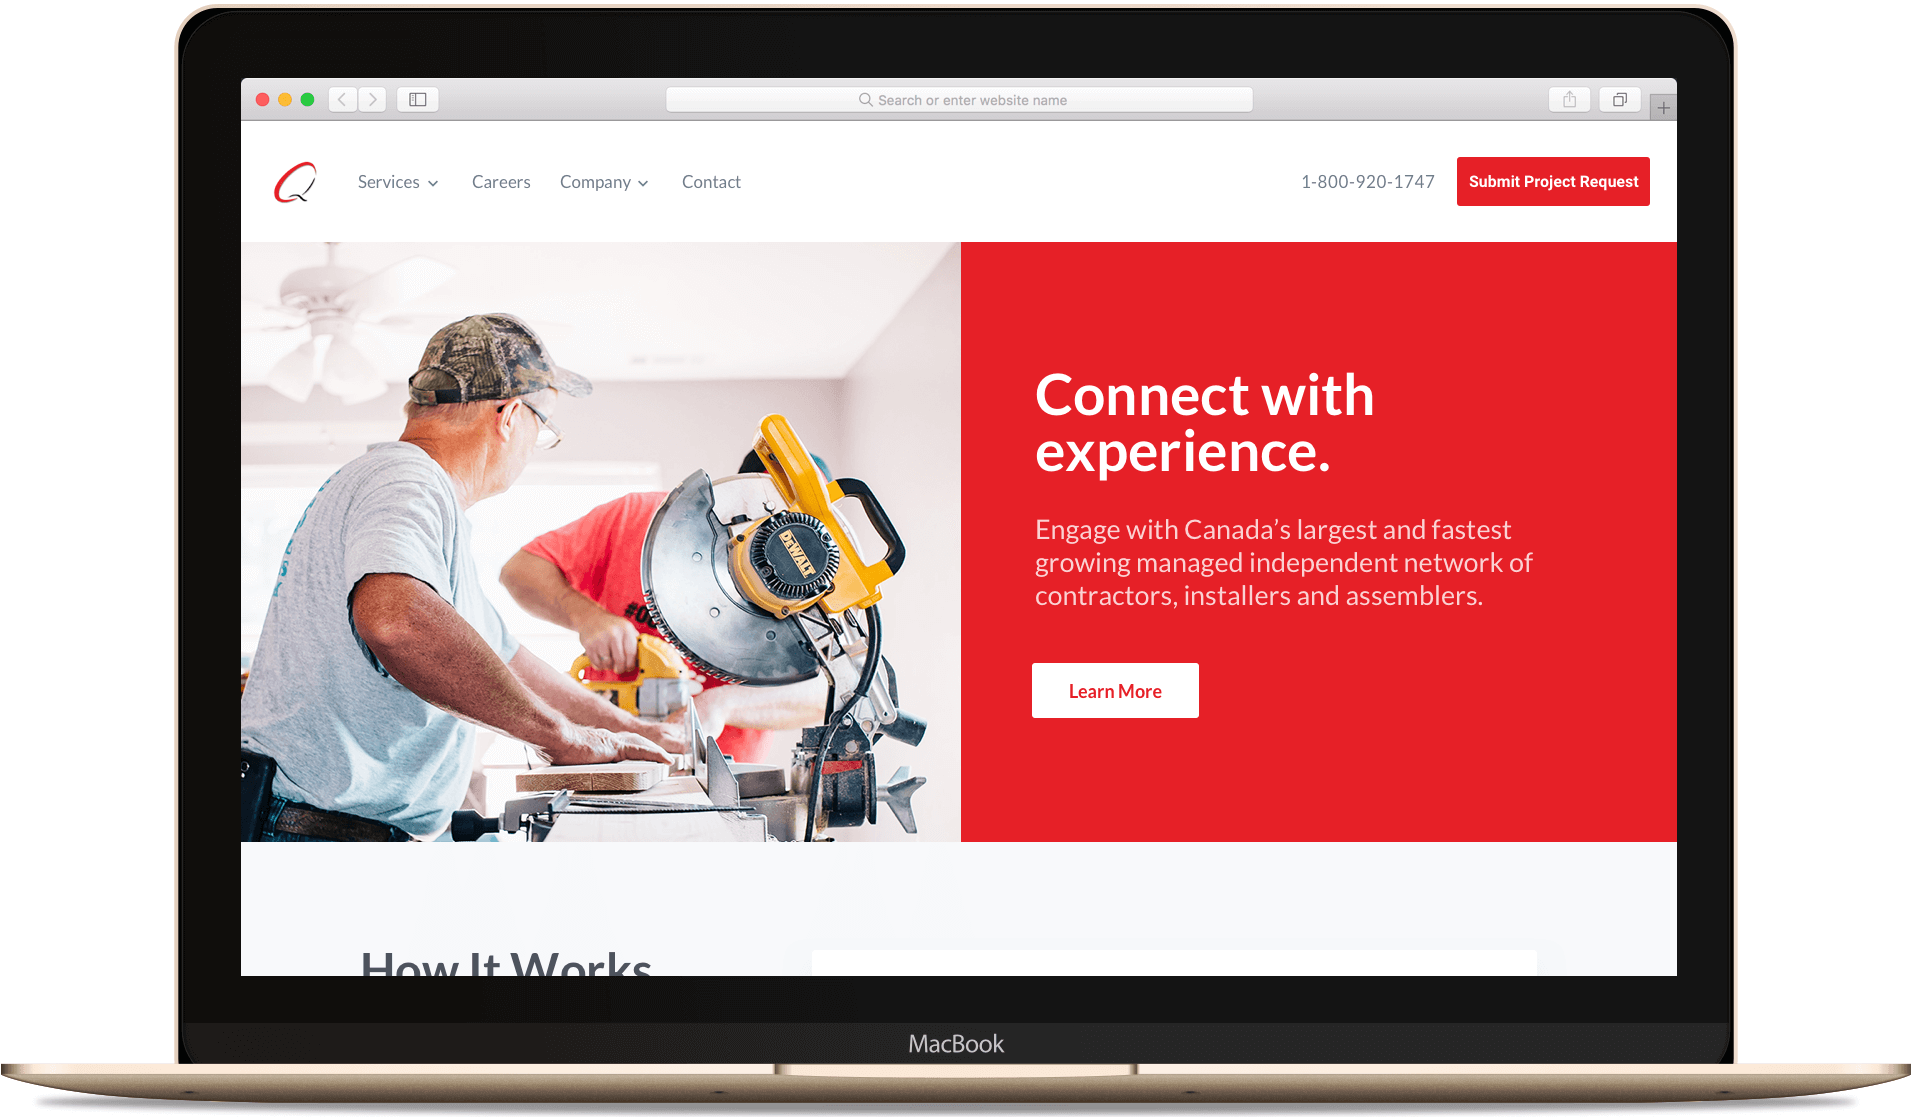 Search or enter website name
Q
Services
Careers
Company
Contact
1-800-920-1747
Submit Project Request
Connect with
experience.
Engage with Canada's largest and fastest
growing managed independent network of
contractors, installers and assemblers.
Learn More
DEWALT
How It Works
MacBook